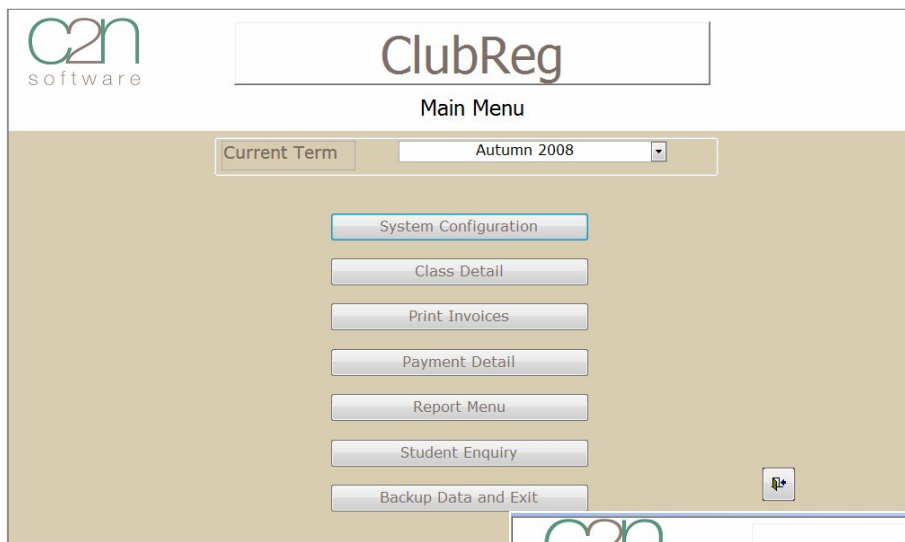 c2n
software
ClubReg
Main Menu
Current Term
Autumn 2008
System Configuration
Class Detail
Print Invoices
Payment Detail
Report Menu
Student Enquiry
Backup Data and Exit
c2n